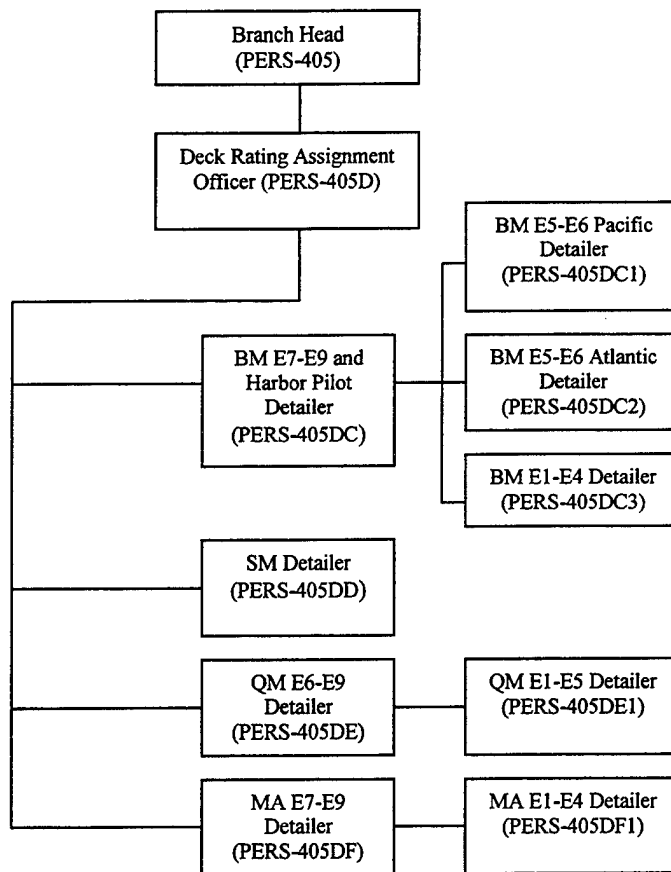 Branch Head
(PERS-405)
Deck Rating Assignment
Officer (PERS-405D)
BM E5-E6 Pacific
Detailer
(PERS-405DC1)
BM E7-E9 and
Harbor Pilot
Detailer
(PERS-405DC)
BM E5-E6 Atlantic
Detailer
(PERS-405DC2)
BM E1-E4 Detailer
(PERS-405DC3)
SM Detailer
(PERS-405DD)
QM E6-E9
Detailer
(PERS-405DE)
QM E1-E5 Detailer
(PERS-405DE1)
MA E7-E9
Detailer
(PERS-405DF)
MA E1-E4 Detailer
(PERS-405DF1)